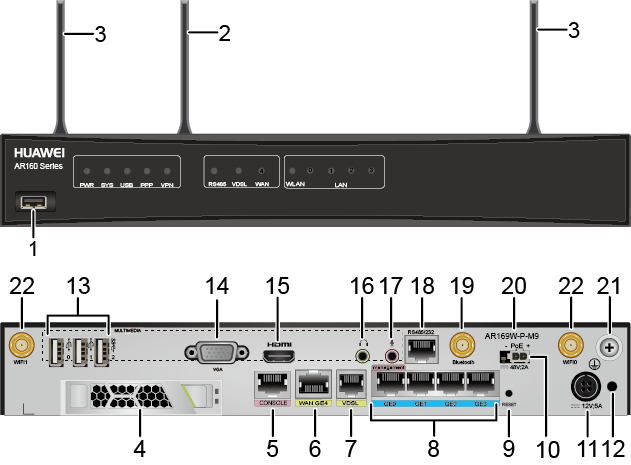 3
2
3
HUAWEI
AR160 Series
PWR SYS USB PPP VPN
RS485 VDSL WAN
WLAN 0 1 2 3
LAN
4
1
22
13
14
15
16
17
18
19
20
22
21
MULTIMEDIA
HDMI
RS485/232
AR169W-P-M9
- PoE +
WIFI1
0
2
VGA
Bluetooth
48V;2A
WIFI0
management
CONSOLE
WAN GE4
VDSL
GE0
GE1
GE2
GE3
RESET
12V;5A
4
5
6
7
8
9
10
11
12